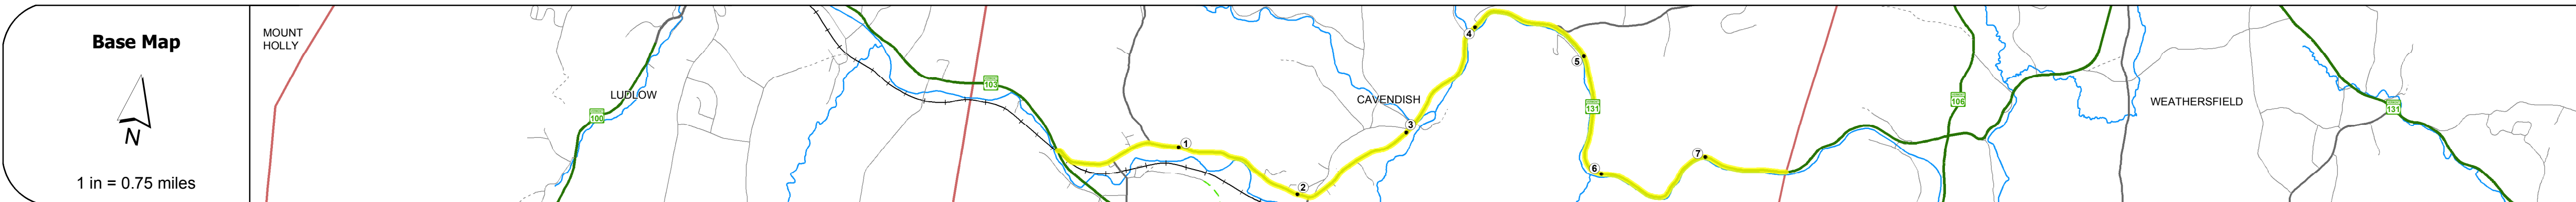 Base Map
N
1 in = 0.75 miles
MOUNT
HOLLY
LUDLOW
100
103
1
2
3
CAVENDISH
4
5
131
6
7
106
WEATHERSFIELD
131